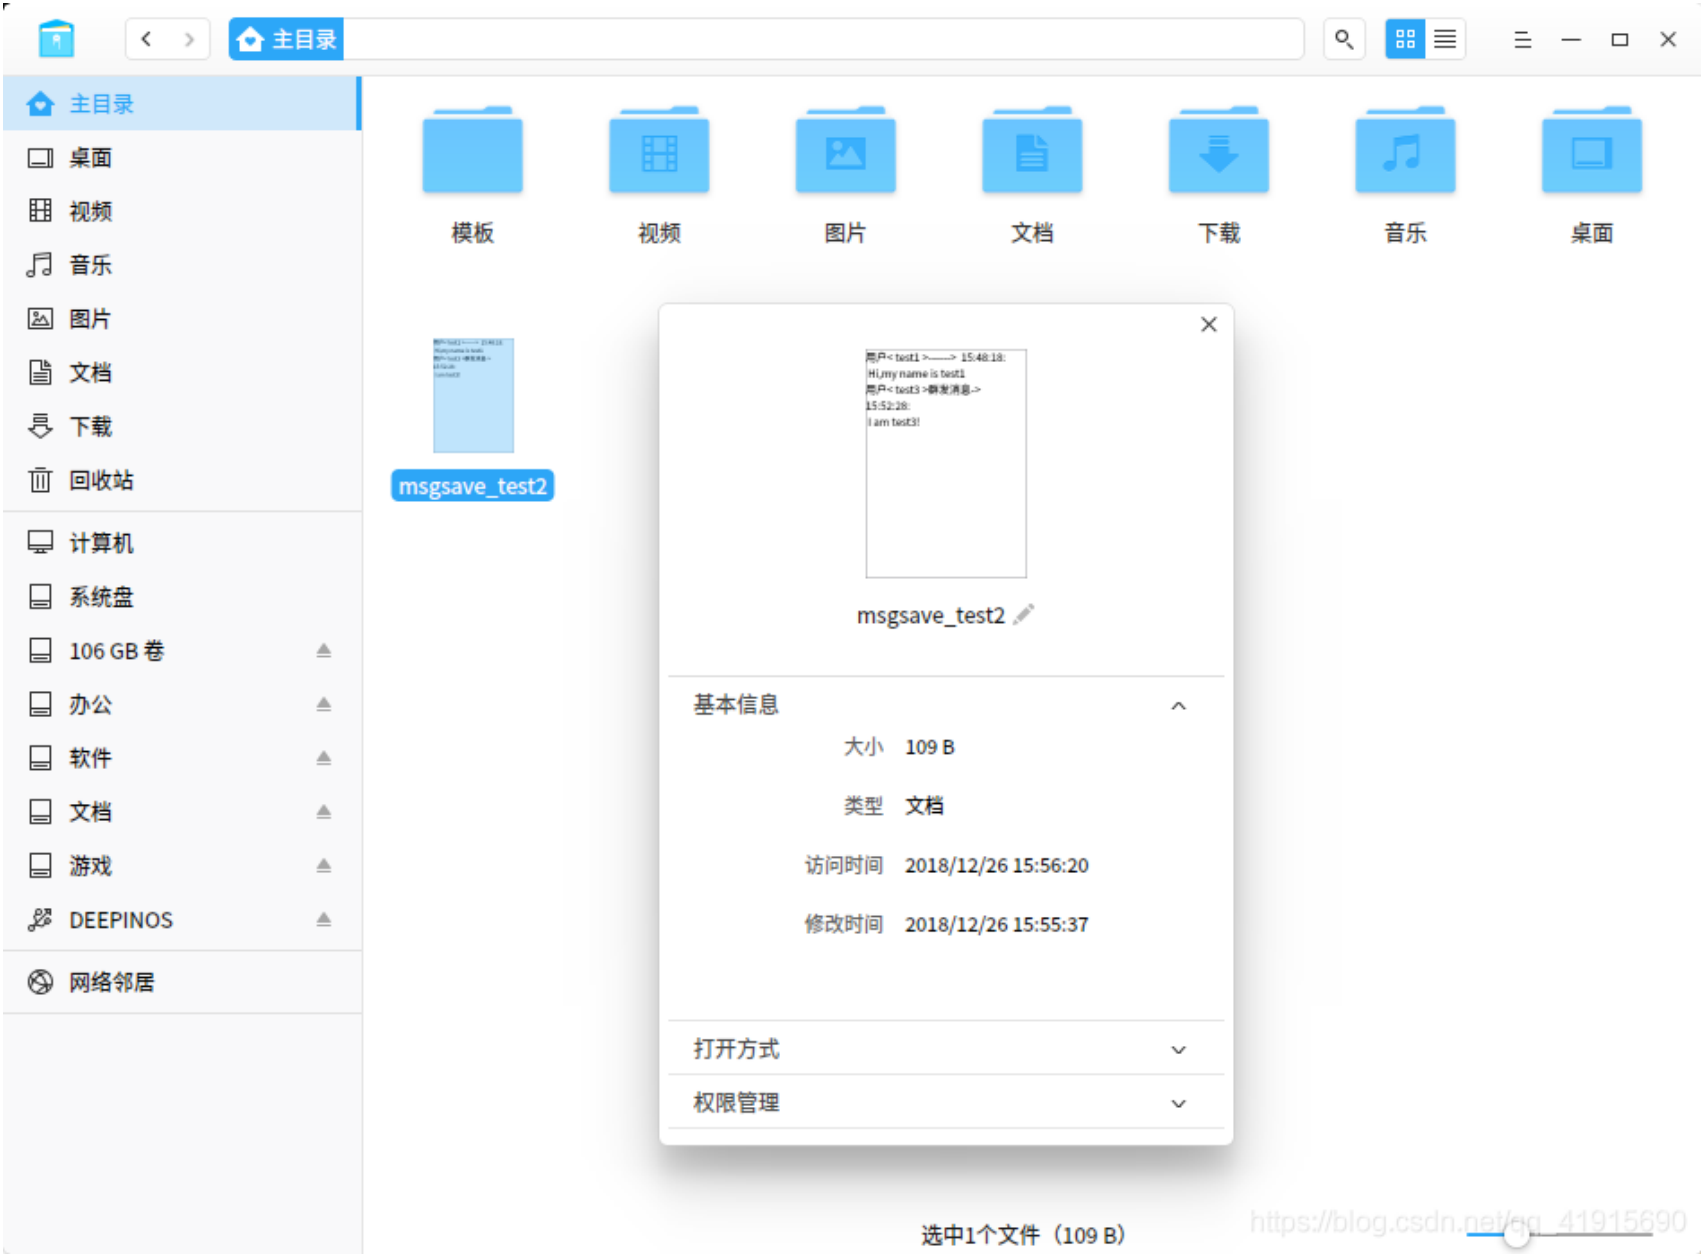 主目录
主目录
桌面
视频
音乐
图片
文档
下载
回收站
计算机
系统盘
106 GB 卷
办公
软件
文档
游戏
DEEPINOS
网络邻居
模板
视频
图片
文档
下载
音乐
桌面
msgsave_test2
用户< test1 >-------> 15:48:18:
Hi,my name is test1
用户< test3 >群发消息->
15:52:28:
I am test3!
msgsave_test2
基本信息
大小 109 B
类型 文档
访问时间 2018/12/26 15:56:20
修改时间 2018/12/26 15:55:37
打开方式
权限管理
选中1个文件（109 B）
https://blog.csdn.net/qq_41915690